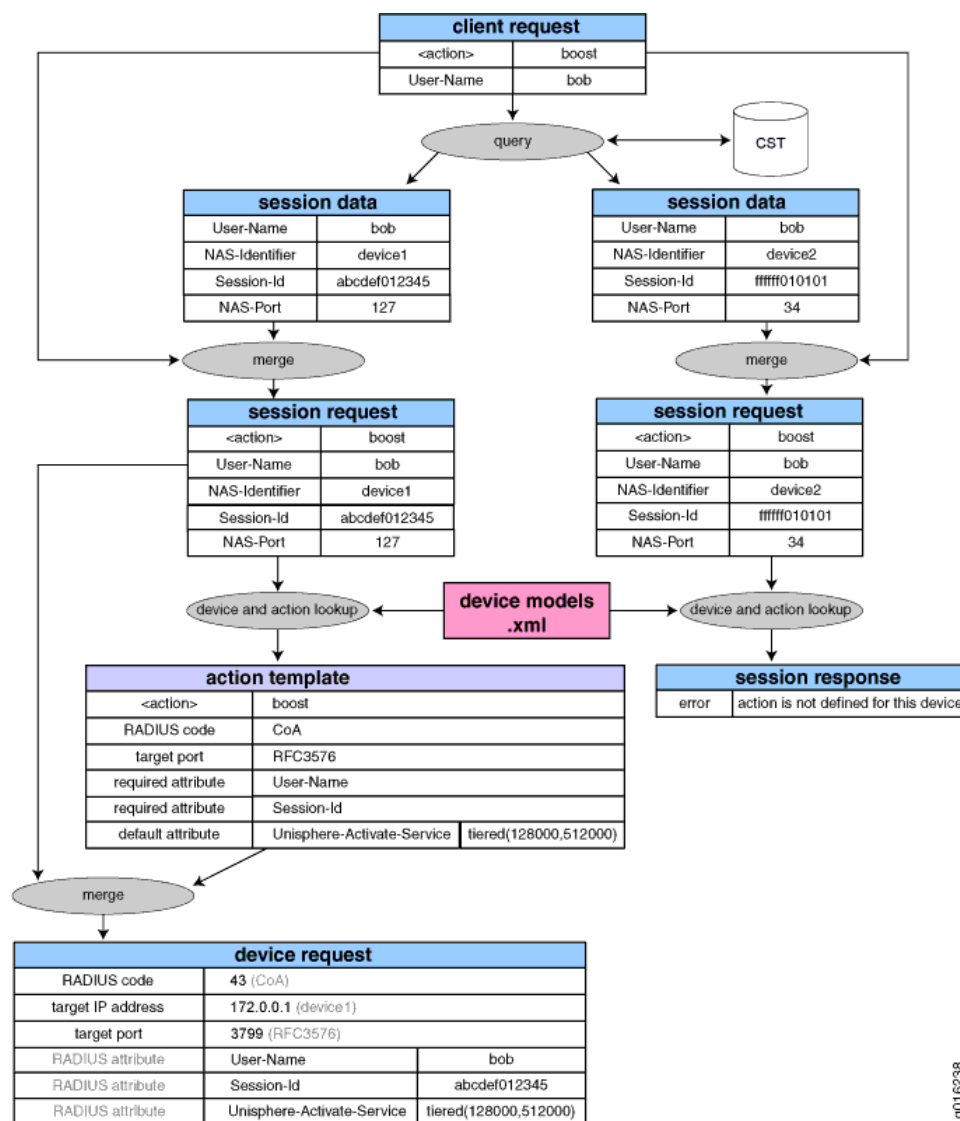 client request
<action> boost
User-Name bob
query
CST
session data
User-Name bob
NAS-Identifier device1
Session-Id abcdef012345
NAS-Port 127
session data
User-Name bob
NAS-Identifier device2
Session-Id ffffff010101
NAS-Port 34
merge
merge
session request
<action> boost
User-Name bob
NAS-Identifier device1
Session-Id abcdef012345
NAS-Port 127
session request
<action> boost
User-Name bob
NAS-Identifier device2
Session-Id ffffff010101
NAS-Port 34
device and action lookup
device models
.xml
device and action lookup
action template
<action> boost
RADIUS code CoA
target port RFC3576
required attribute User-Name
required attribute Session-Id
default attribute Unisphere-Activate-Service tiered(128000,512000)
session response
error action is not defined for this device
merge
device request
RADIUS code 43 (CoA)
target IP address 172.0.0.1 (device1)
target port 3799 (RFC3576)
RADIUS attribute User-Name bob
RADIUS attribute Session-Id abcdef012345
RADIUS attribute Unisphere-Activate-Service tiered(128000,512000)
g016238